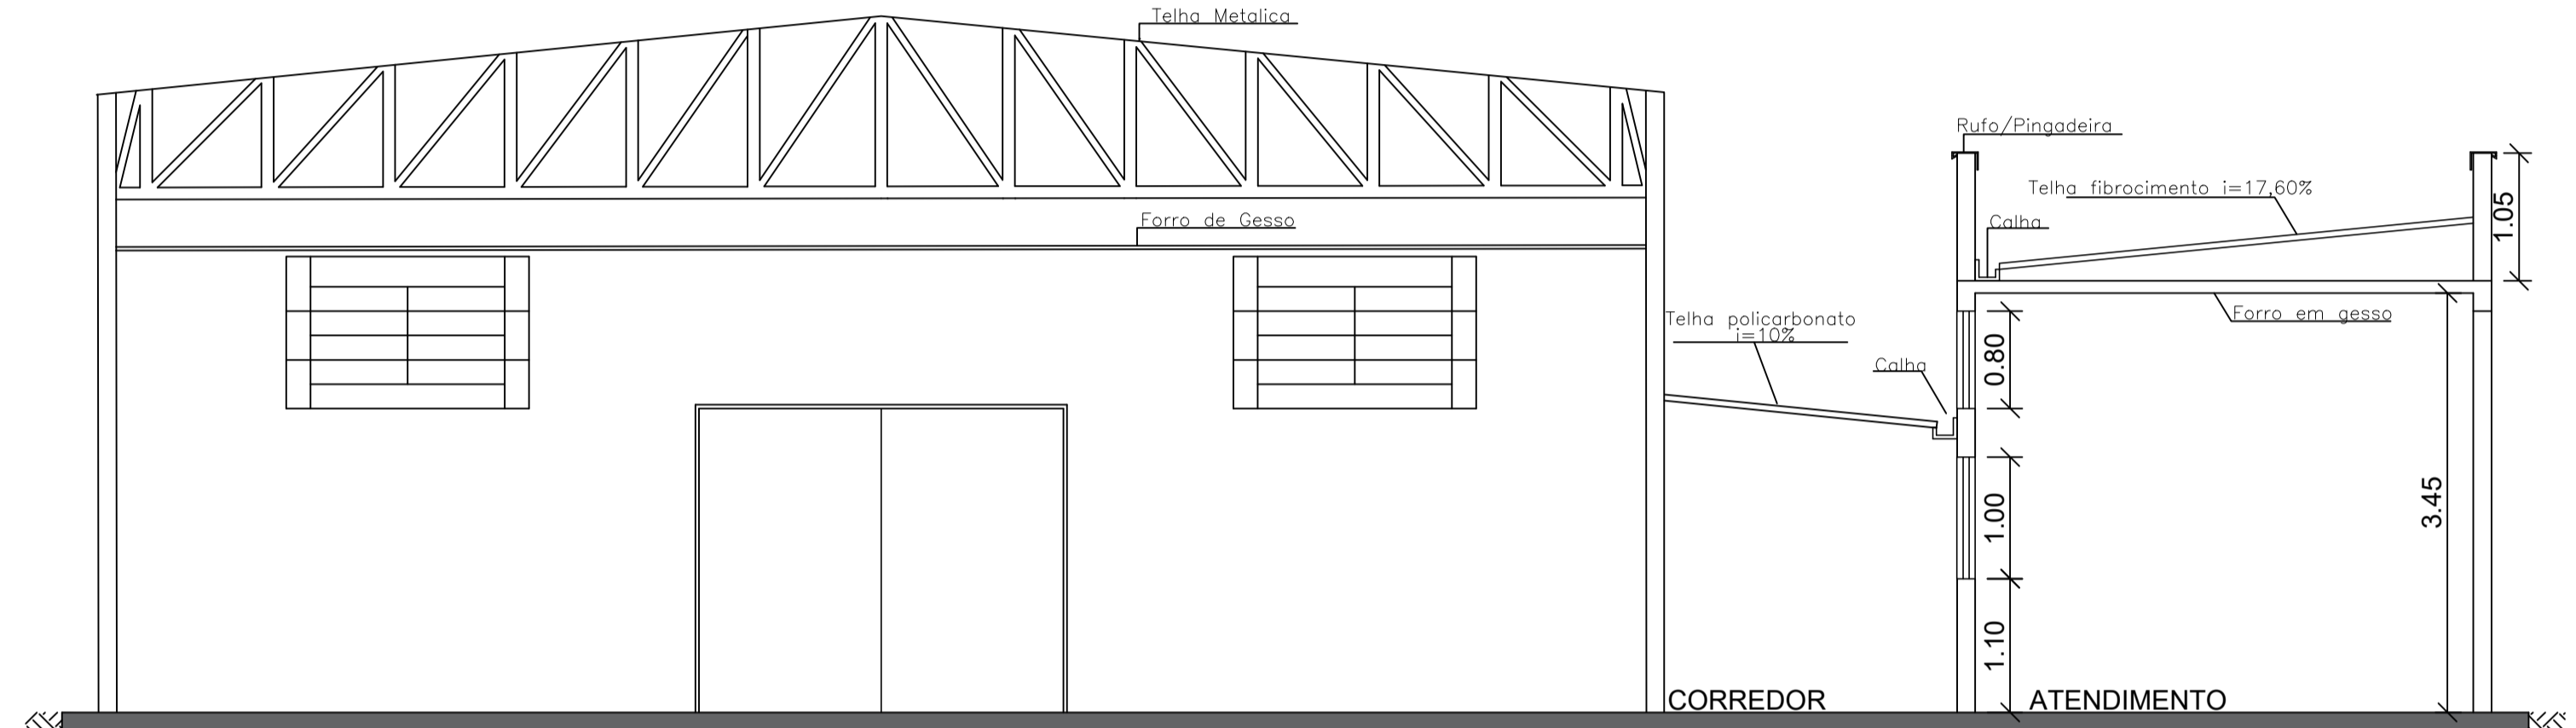 Telha Metalica
Rufo/Pingadeira
Telha fibrocimento i=17,60%
1.05
Forro de Gesso
Calha
Telha policarbonato
i=10%
Forro em gesso
0.80
Calha
1.00
3.45
1.10
CORREDOR
ATENDIMENTO